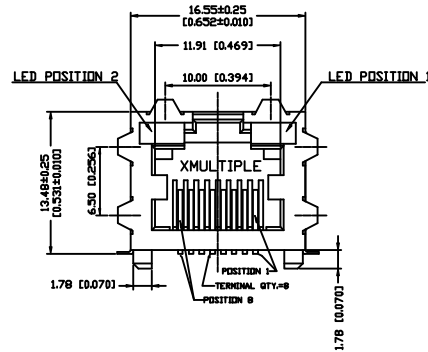 16.55±0.25
[0.652±0.010]
11.91 [0.469]
10.00 [0.394]
LED POSITION 2
LED POSITION 1
13.48±0.25
[0.531±0.010]
6.50 [0.256]
XMULTIPLE
POSITION 1
TERMINAL QTY.=8
POSITION 8
1.78 [0.070]
1.78 [0.070]